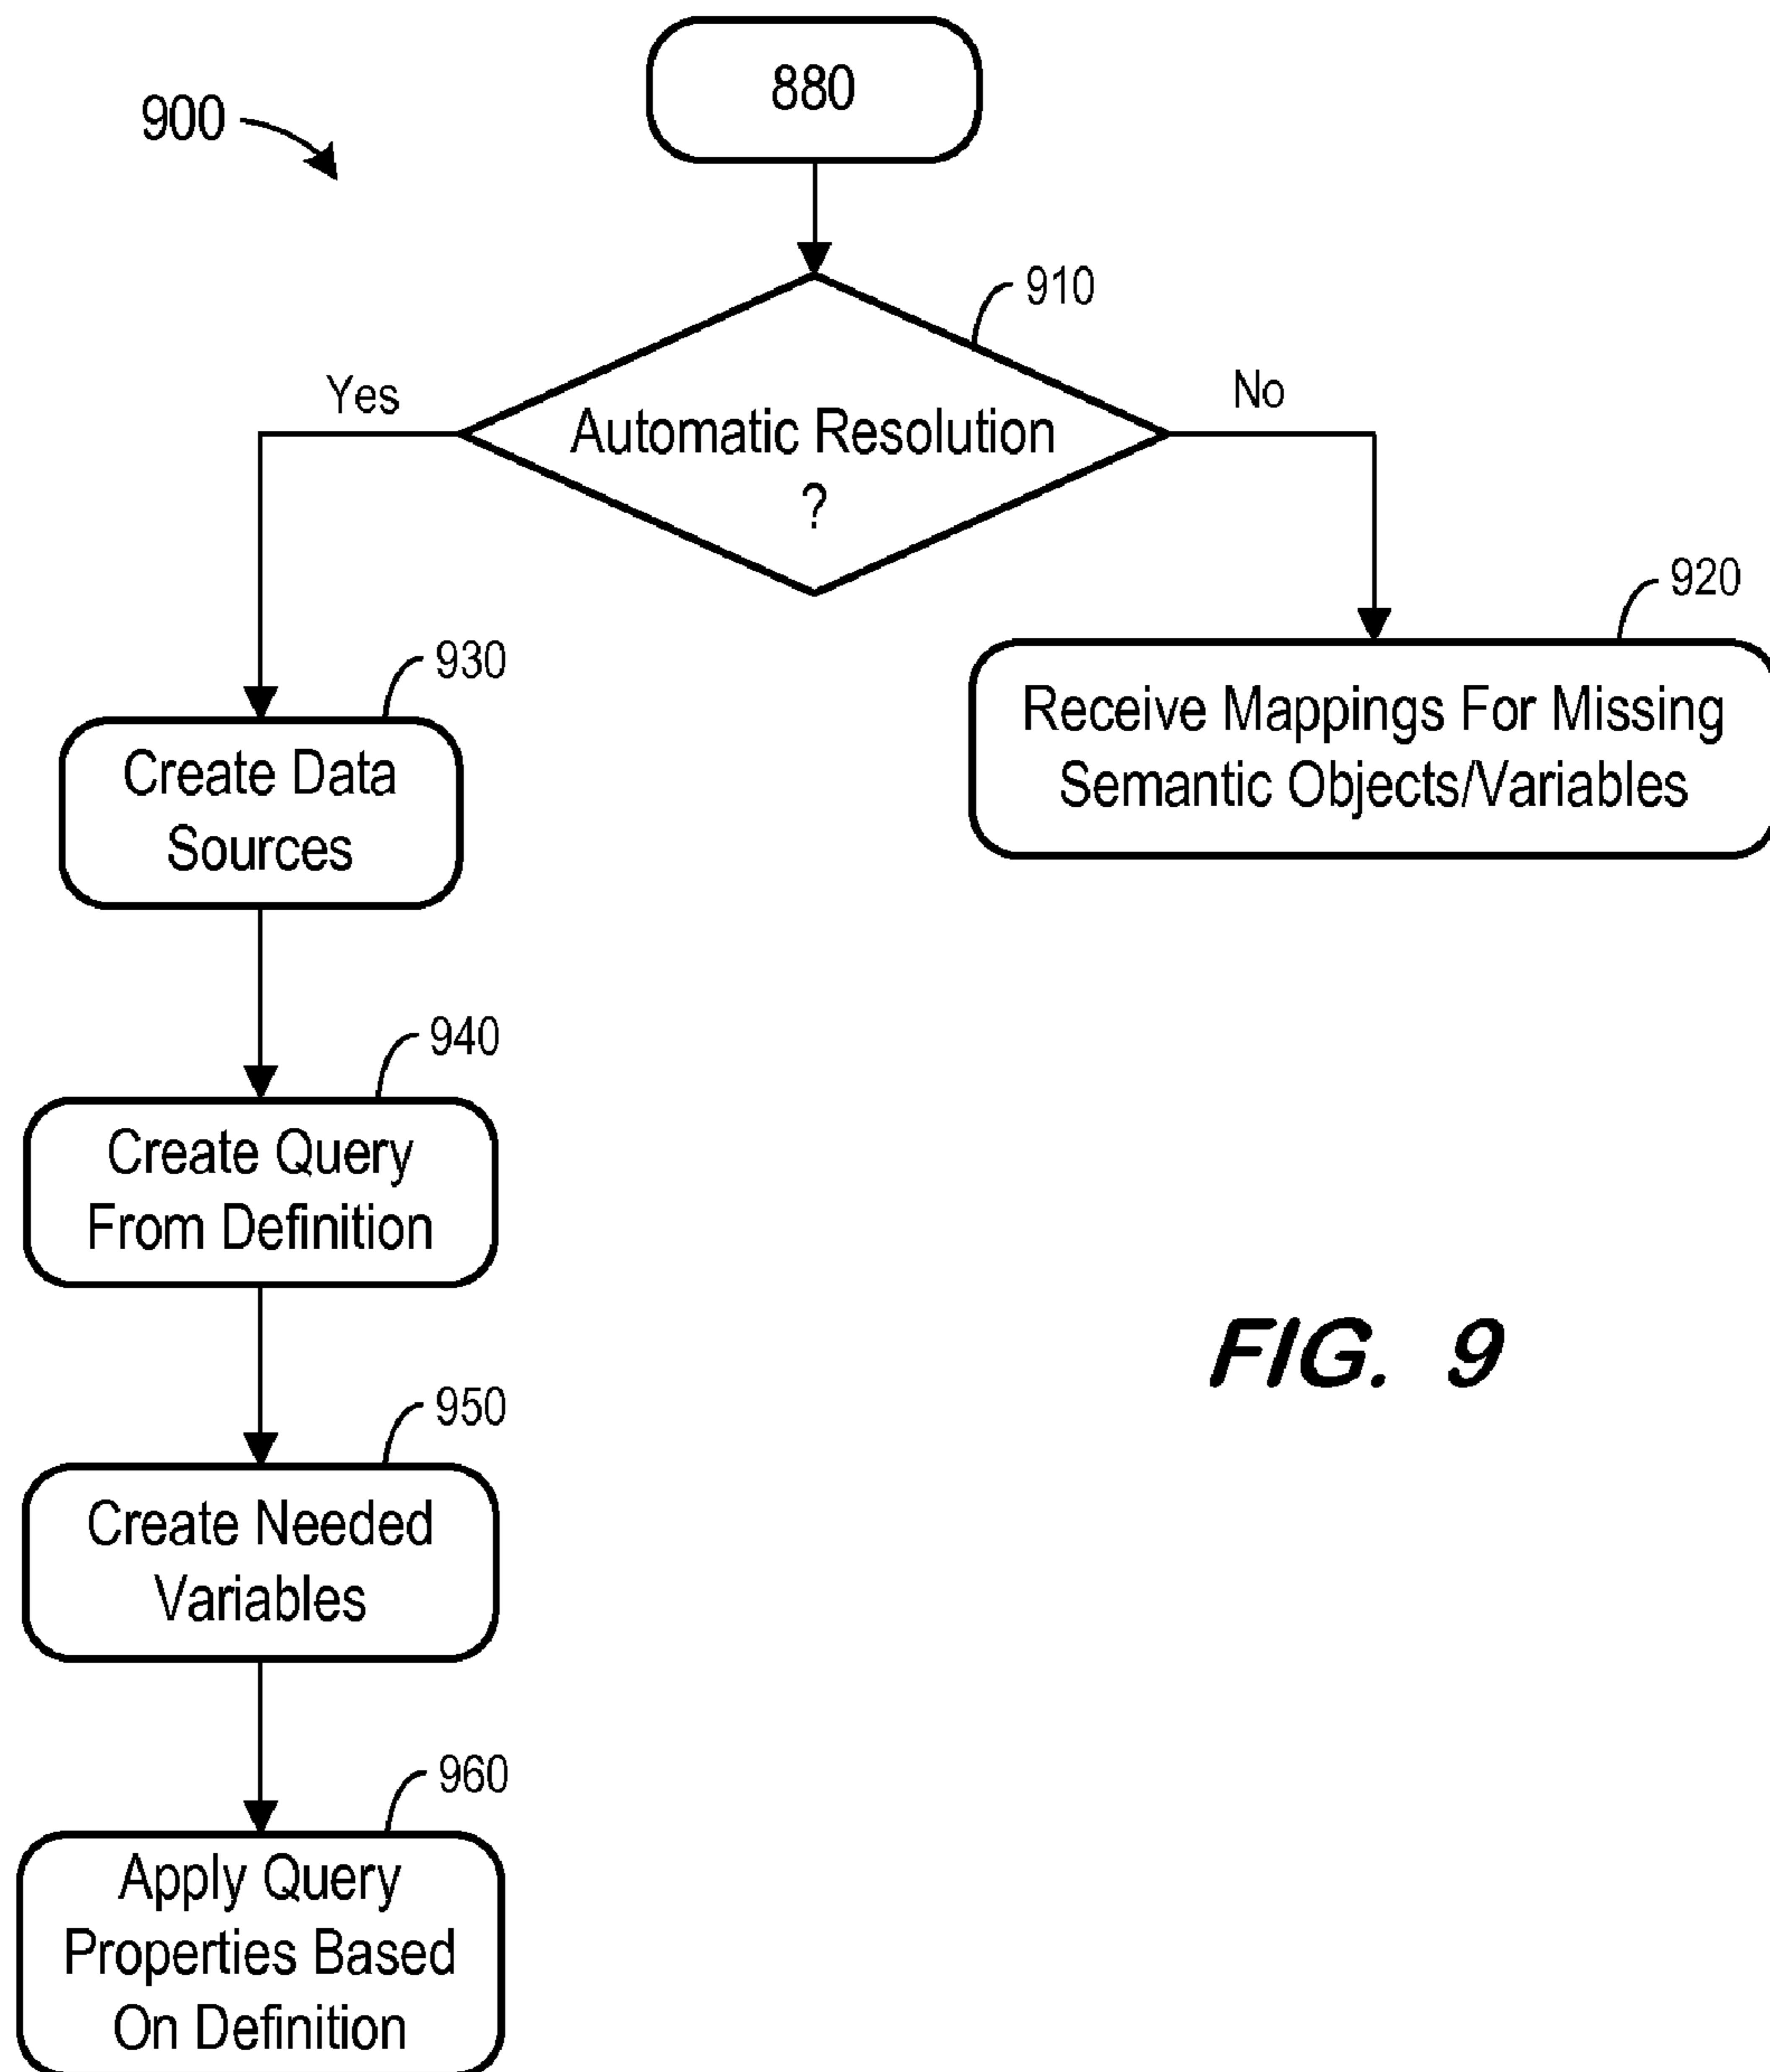 880
900
910
Yes
No
Automatic Resolution
?
920
930
Receive Mappings For Missing
Semantic Objects/Variables
Create Data
Sources
940
Create Query
From Definition
FIG. 9
950
Create Needed
Variables
960
Apply Query
Properties Based
On Definition